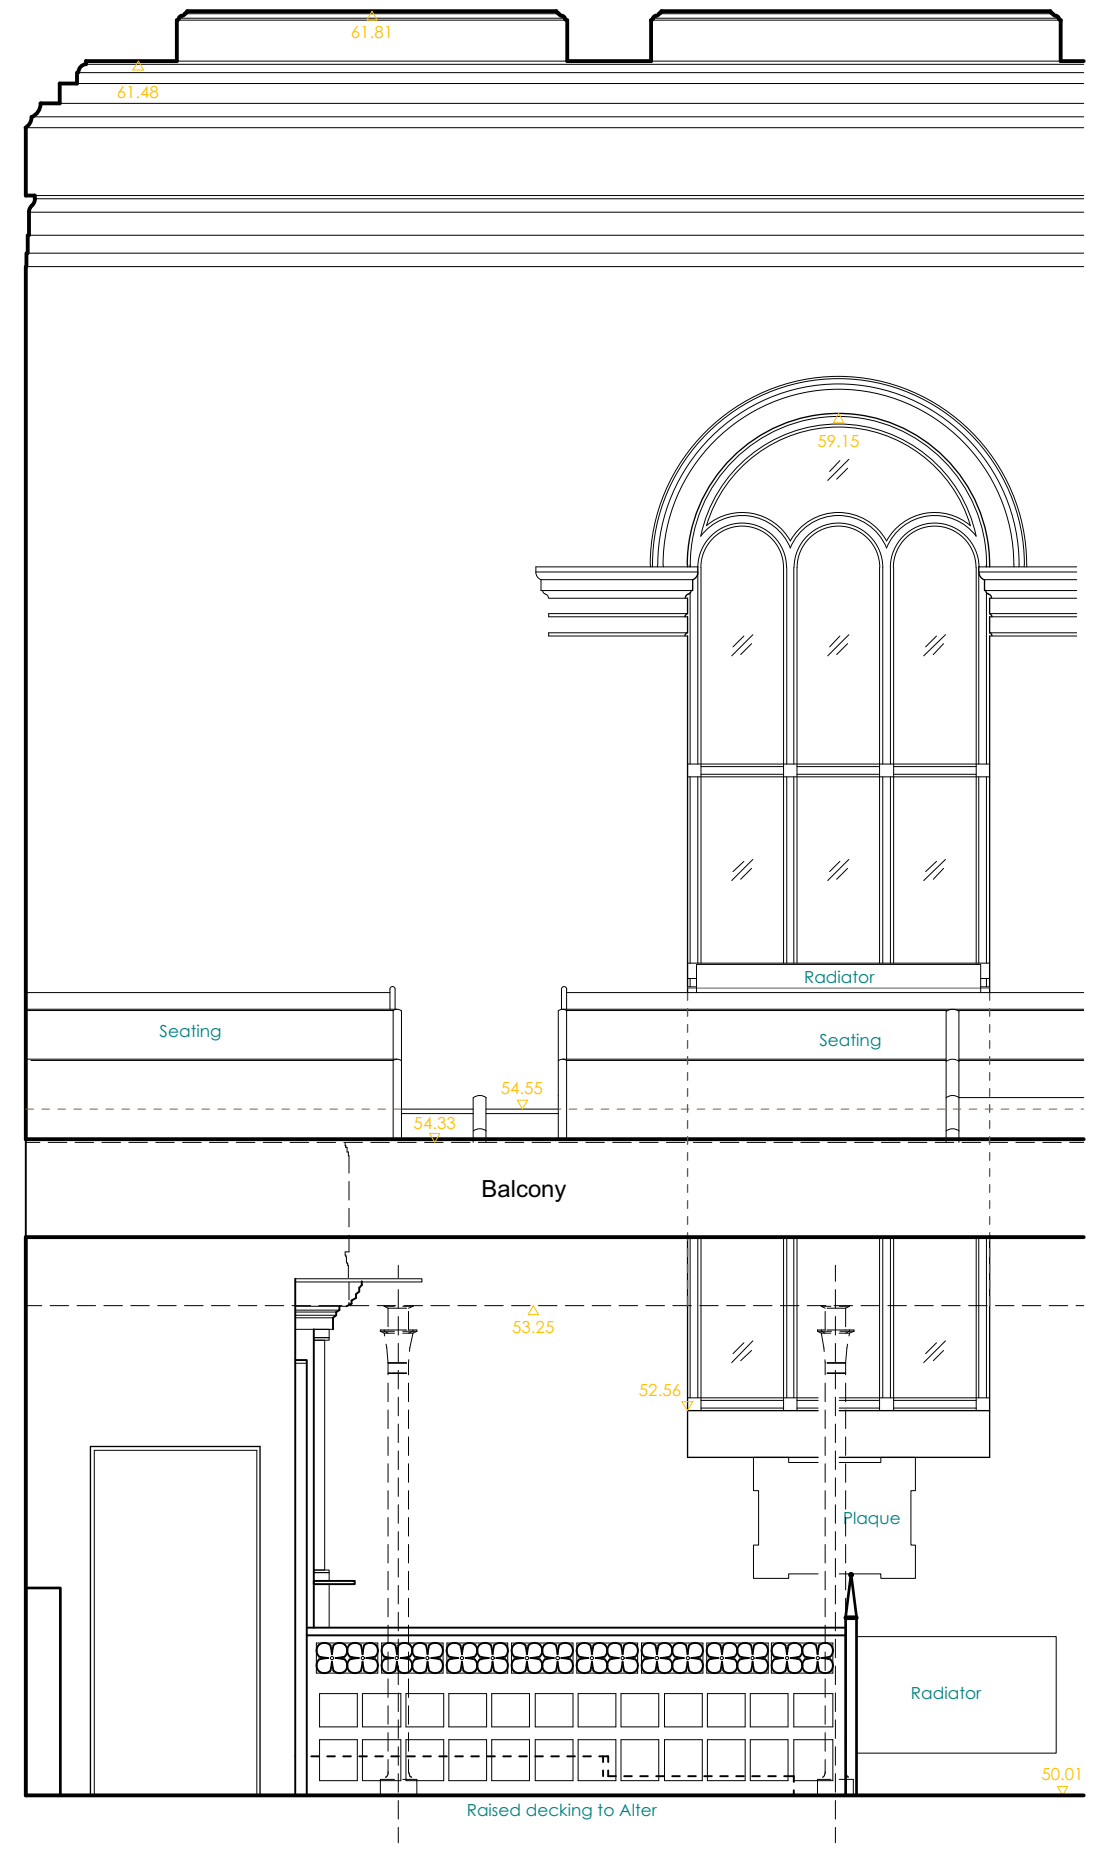 61.81
61.48
59.15
Radiator
Seating
Seating
54.55
54.33
Balcony
53.25
52.56
Plaque
Radiator
50.01
Raised decking to Alter